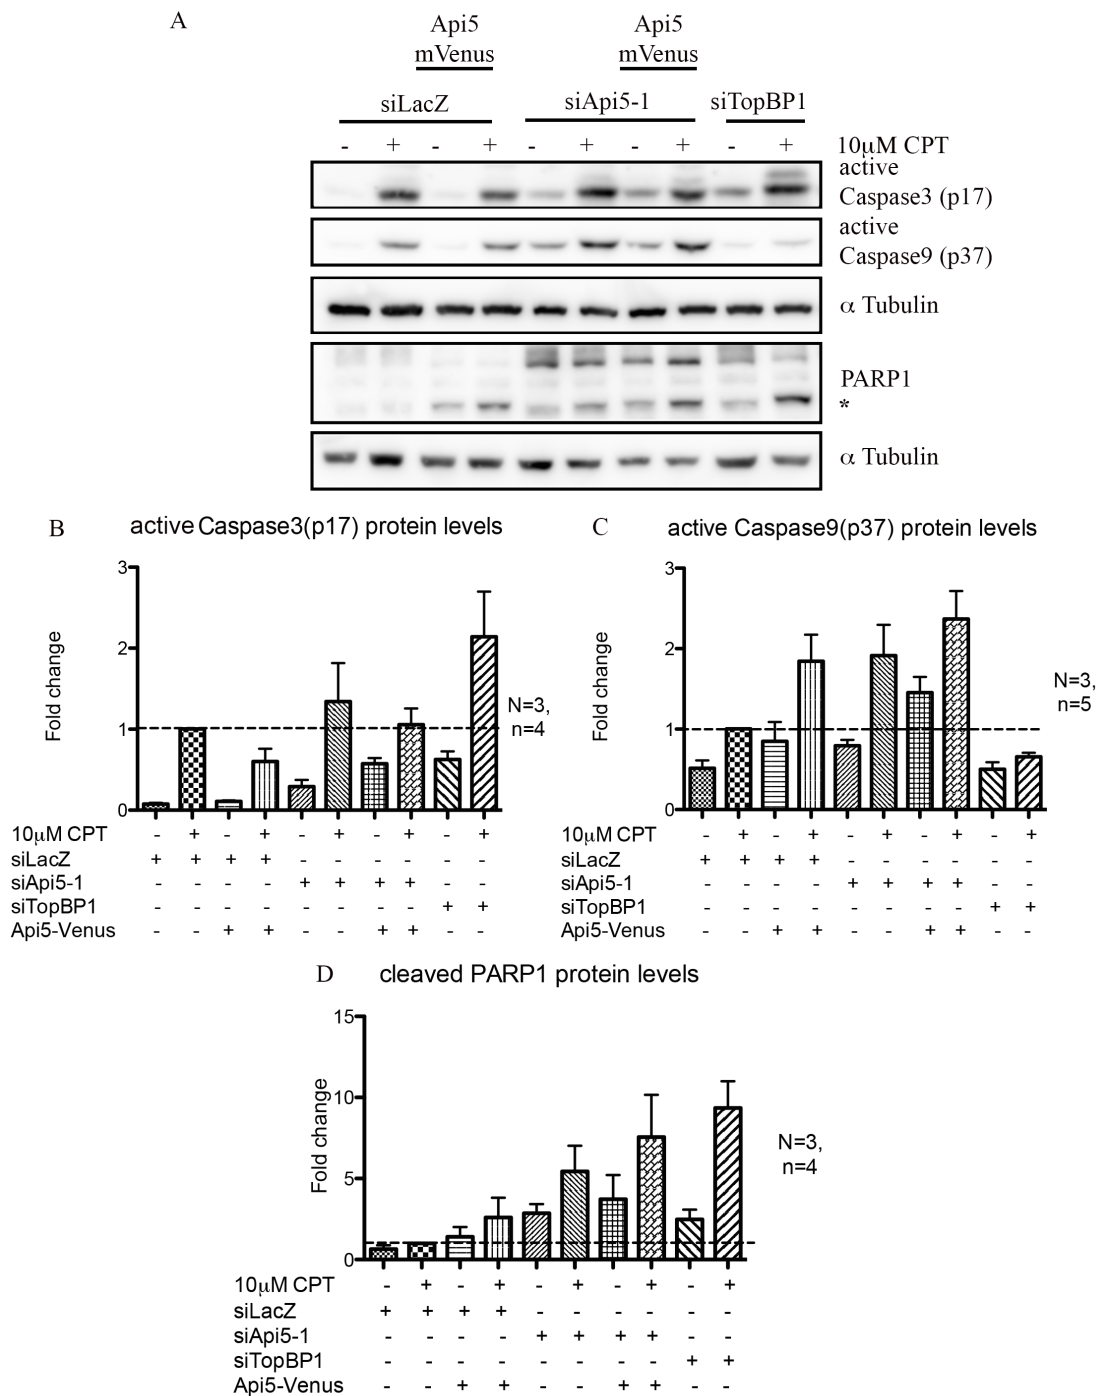 A
Api5 mVenus
Api5 mVenus
siLacZ siApi5-1 siTopBP1
- + - + - + - + - + 10μM CPT
active
Caspase3 (p17)
active
Caspase9 (p37)
α Tubulin
PARP1
*
α Tubulin
B active Caspase3(p17) protein levels
3
2
1
0
Fold change
N=3,
n=4
10μM CPT - + - + - + - + - +
siLacZ + + + + - - - - - -
siApi5-1 - - - - + + + + - -
siTopBP1 - - - - - - - - + +
Api5-Venus - - + + - - + + - -
C active Caspase9(p37) protein levels
3
2
1
0
Fold change
N=3,
n=5
10μM CPT - + - + - + - + - +
siLacZ + + + + - - - - - -
siApi5-1 - - - - + + + + - -
siTopBP1 - - - - - - - - + +
Api5-Venus - - + + - - + + - -
D cleaved PARP1 protein levels
15
10
5
0
Fold change
N=3,
n=4
10μM CPT - + - + - + - + - +
siLacZ + + + + - - - - - -
siApi5-1 - - - - + + + + - -
siTopBP1 - - - - - - - - + +
Api5-Venus - - + + - - + + - -